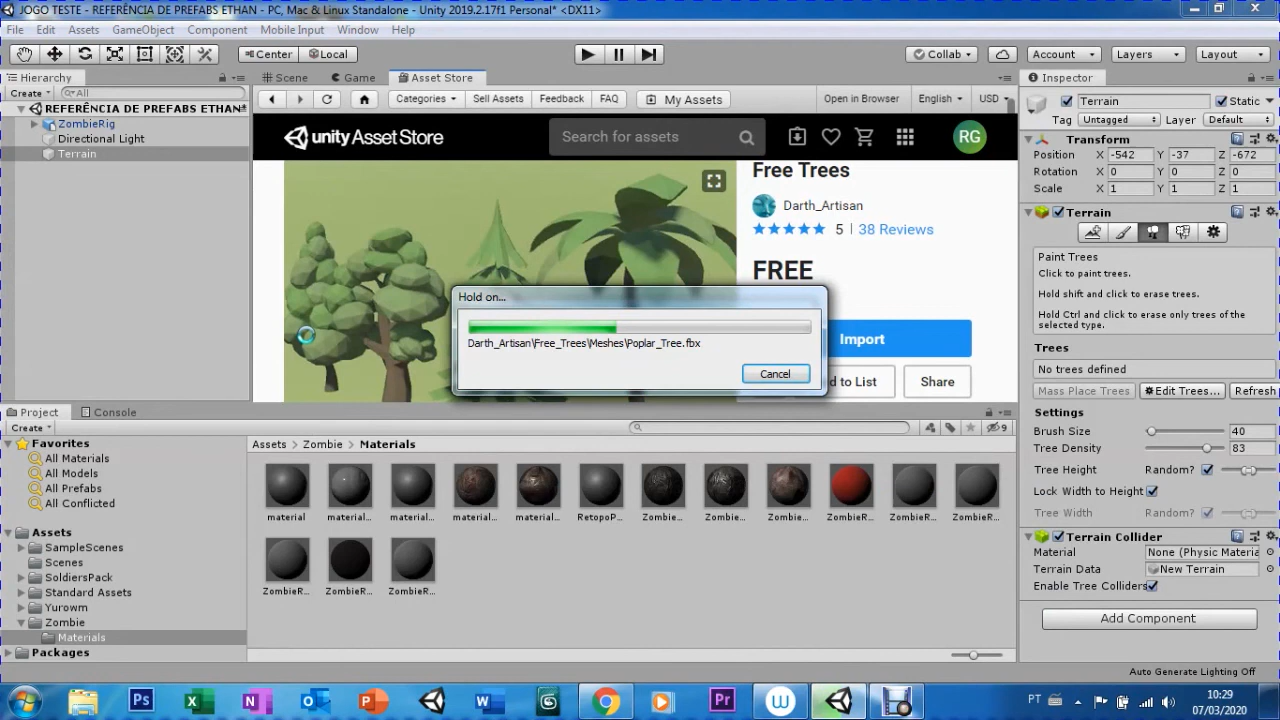 JOGO TESTE - REFERÊNCIA DE PREFABS ETHAN - PC, Mac & Linux Standalone - Unity 2019.2.17f1 Personal* <DX11>
File Edit Assets GameObject Component Mobile Input Window Help
Center Local Collab Account Layers Layout
Hierarchy
Create All
REFERÊNCIA DE PREFABS ETHAN*
ZombieRig
Directional Light
Terrain
Scene Game Asset Store
Categories Sell Assets Feedback FAQ My Assets Open in Browser English USD
unity Asset Store Search for assets RG
Free Trees
Darth_Artisan
5 | 38 Reviews
FREE
Import
d to List Share
Hold on...
Darth_Artisan\Free_Trees\Meshes\Poplar_Tree.fbx
Cancel
Inspector
Terrain Static
Tag Untagged Layer Default
Transform
Position X -542 Y -37 Z -672
Rotation X 0 Y 0 Z 0
Scale X 1 Y 1 Z 1
Terrain
Paint Trees
Click to paint trees.
Hold shift and click to erase trees.
Hold Ctrl and click to erase only trees of the
selected type.
Trees
No trees defined
Mass Place Trees Edit Trees... Refresh
Settings
Brush Size 40
Tree Density 83
Tree Height Random?
Lock Width to Height
Tree Width Random?
Terrain Collider
Material None (Physic Materia
Terrain Data New Terrain
Enable Tree Colliders
Add Component
Auto Generate Lighting Off
Project Console
Create 9
Favorites
All Materials
All Models
All Prefabs
All Conflicted
Assets
SampleScenes
Scenes
SoldiersPack
Standard Assets
Yurowm
Zombie
Materials
Packages
Assets Zombie Materials
material material... material... material... material... RetopoP... Zombie... Zombie... Zombie... ZombieR... ZombieR... ZombieR...
ZombieR... ZombieR... ZombieR...
Ps Pr PT 10:29
07/03/2020